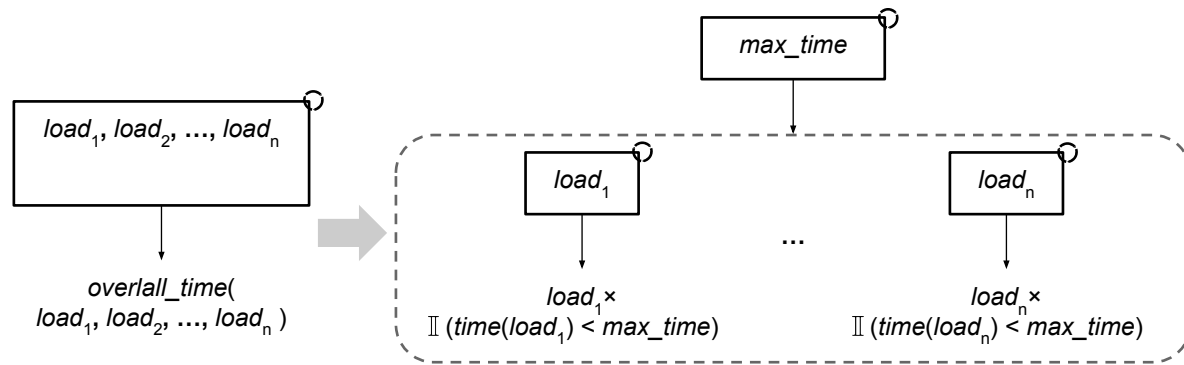 load₁, load₂, ..., loadₙ
overlall_time(
load₁, load₂, ..., loadₙ )
max_time
load₁
...
loadₙ
load₁×
𝕀 (time(load₁) < max_time)
loadₙ×
𝕀 (time(loadₙ) < max_time)